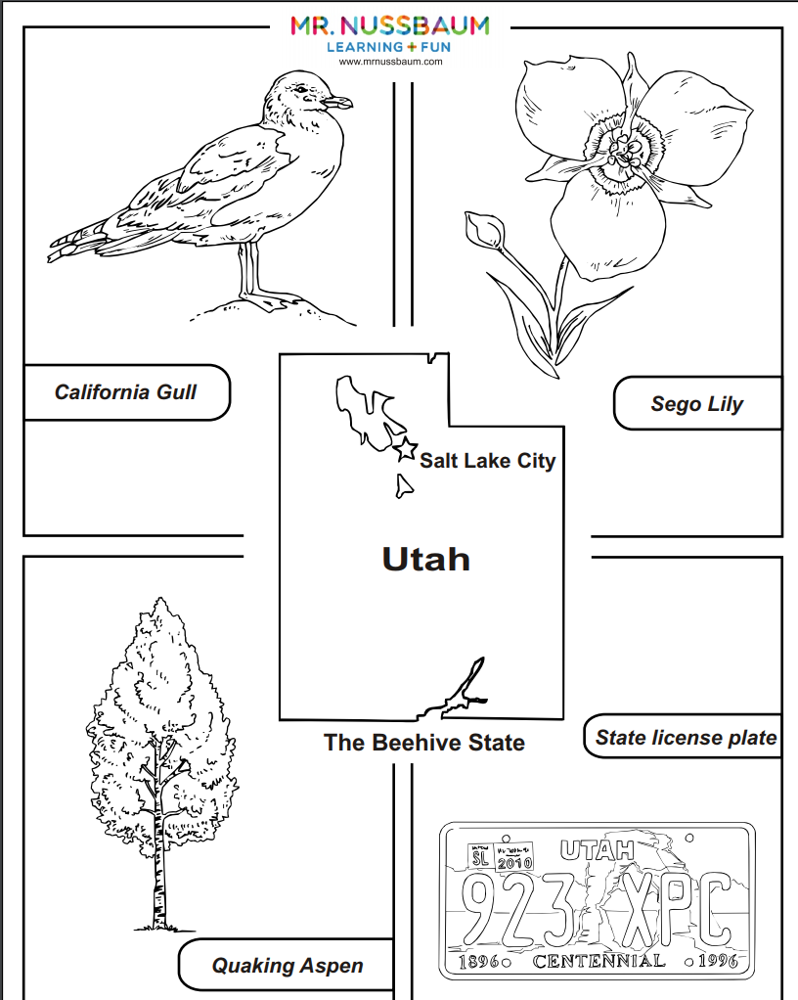 MR. NUSSBAUM
LEARNING + FUN
www.mrnussbaum.com
California Gull
Sego Lily
Salt Lake City
Utah
The Beehive State
State license plate
Quaking Aspen
UTAH
SL
2010
923 XPC
1896 CENTENNIAL 1996